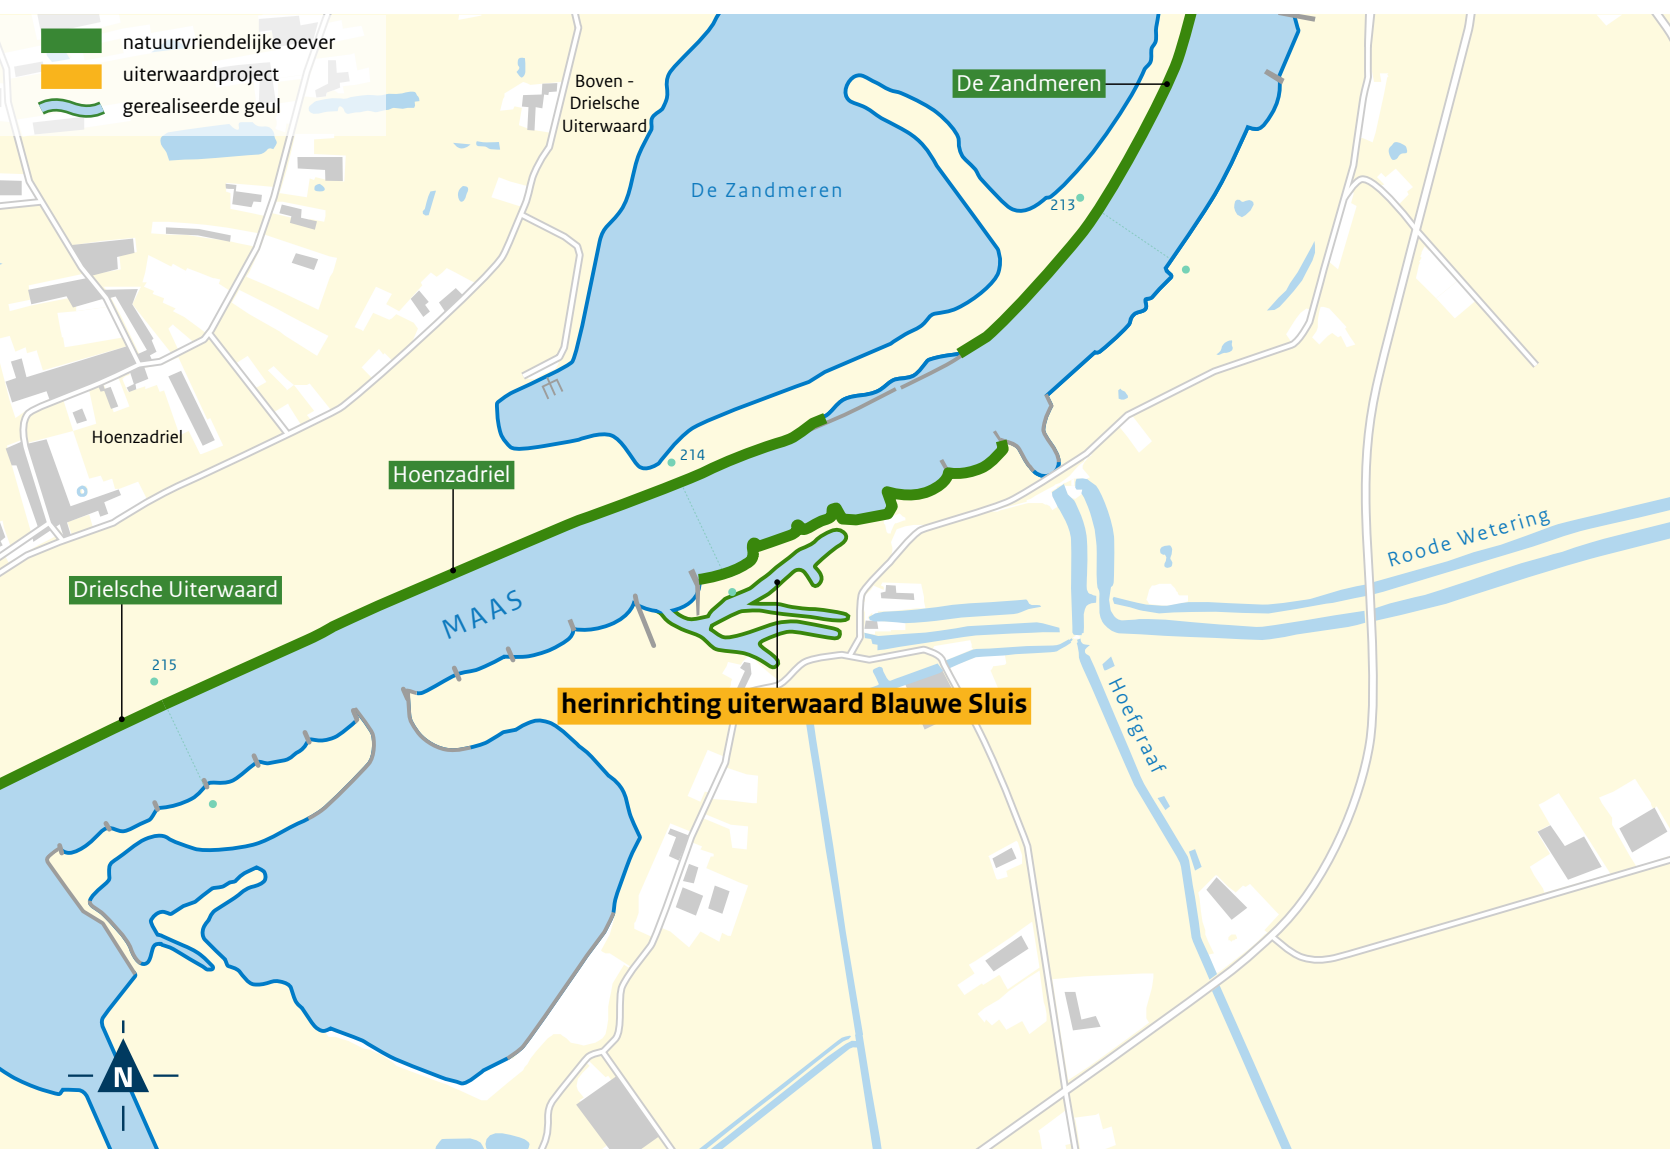 natuurvriendelijke oever
uiterwaardproject
gerealiseerde geul
Boven -
Drielsche
Uiterwaard
De Zandmeren
De Zandmeren
213
Hoenzadriel
214
Hoenzadriel
Roode Wetering
Drielsche Uiterwaard
MAAS
215
herinrichting uiterwaard Blauwe Sluis
Hoefgraaf
N